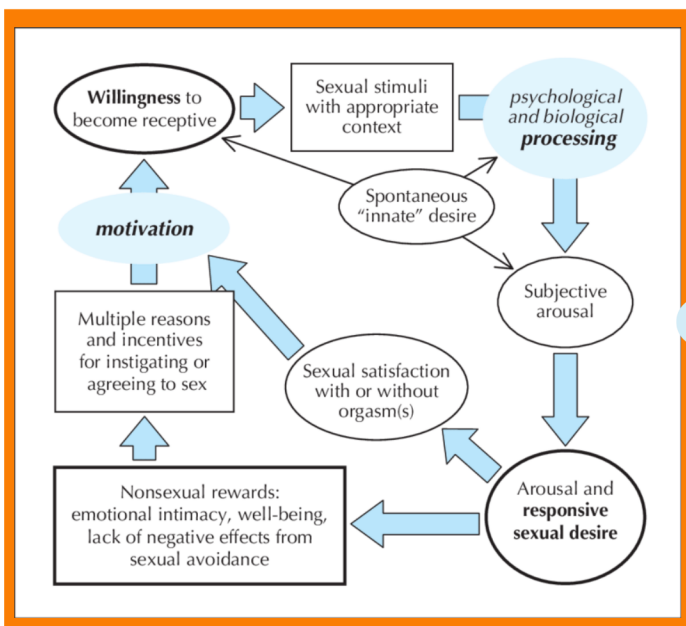 Willingness to
become receptive
Sexual stimuli
with appropriate
context
psychological
and biological
processing
Spontaneous
“innate” desire
motivation
Subjective
arousal
Multiple reasons
and incentives
for instigating or
agreeing to sex
Sexual satisfaction
with or without
orgasm(s)
Nonsexual rewards:
emotional intimacy, well-being,
lack of negative effects from
sexual avoidance
Arousal and
responsive
sexual desire